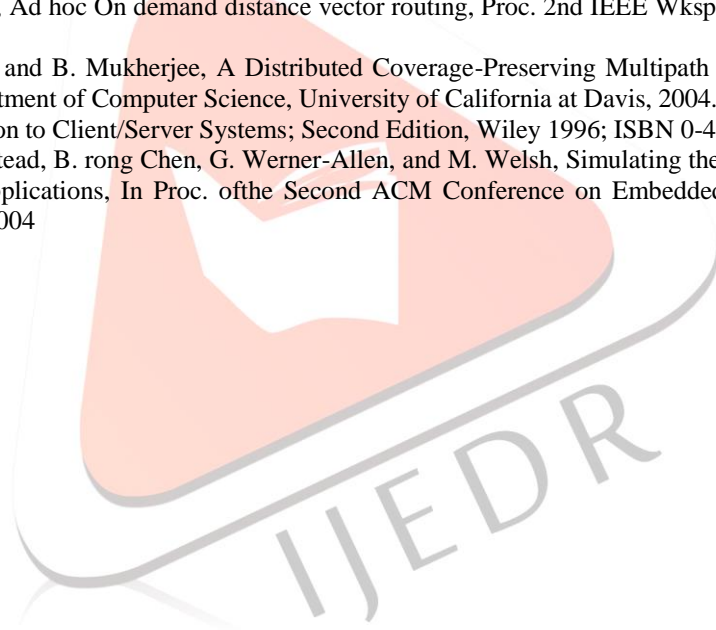 , Ad hoc On demand distance vector routing, Proc. 2nd IEEE Wksp
and B. Mukherjee, A Distributed Coverage-Preserving Multipath
tment of Computer Science, University of California at Davis, 2004.
on to Client/Server Systems; Second Edition, Wiley 1996; ISBN 0-4
tead, B. rong Chen, G. Werner-Allen, and M. Welsh, Simulating the
pplications, In Proc. ofthe Second ACM Conference on Embedded
004
IJEDR